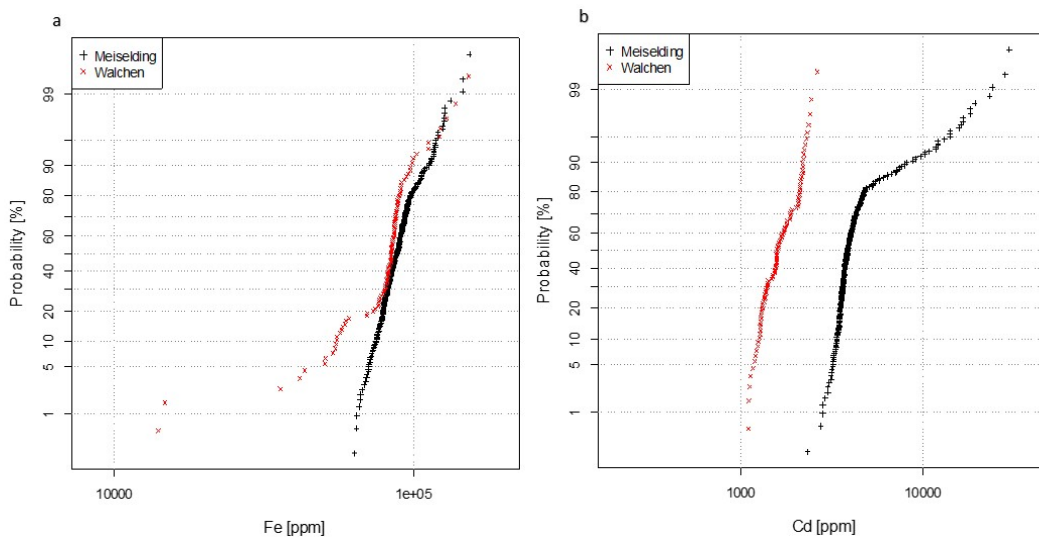 a
+ Meiselding
× Walchen
Probability [%]
99
90
80
60
40
20
10
5
1
10000
1e+05
Fe [ppm]
b
+ Meiselding
× Walchen
Probability [%]
99
90
80
60
40
20
10
5
1
1000
10000
Cd [ppm]